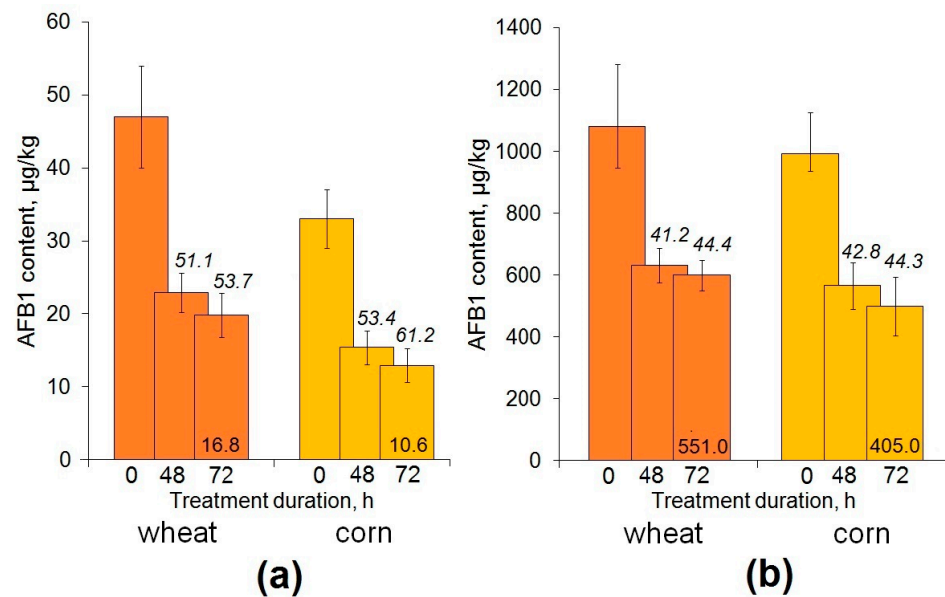 60
50
40
30
20
10
0
AFB1 content, µg/kg
51.1
53.7
53.4
61.2
16.8
10.6
0 48 72 0 48 72
Treatment duration, h
wheat corn
(a)
1400
1200
1000
800
600
400
200
0
AFB1 content, µg/kg
41.2
44.4
42.8
44.3
551.0
405.0
0 48 72 0 48 72
Treatment duration, h
wheat corn
(b)